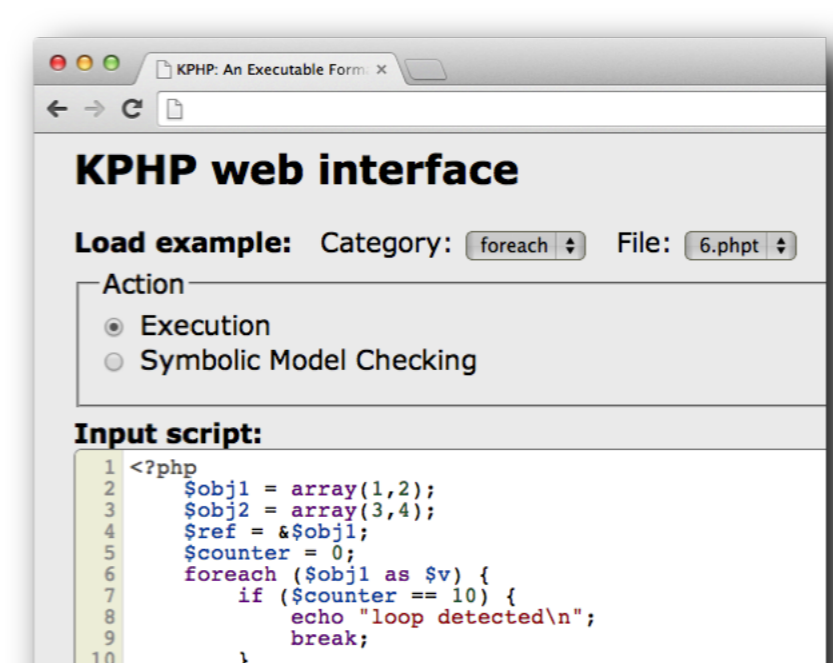 KPHP: An Executable Form
KPHP web interface
Load example: Category: foreach File: 6.phpt
Action
Execution
Symbolic Model Checking
Input script:
1 <?php
2 $obj1 = array(1,2);
3 $obj2 = array(3,4);
4 $ref = &$obj1;
5 $counter = 0;
6 foreach ($obj1 as $v) {
7 if ($counter == 10) {
8 echo "loop detected\n";
9 break;
10 }